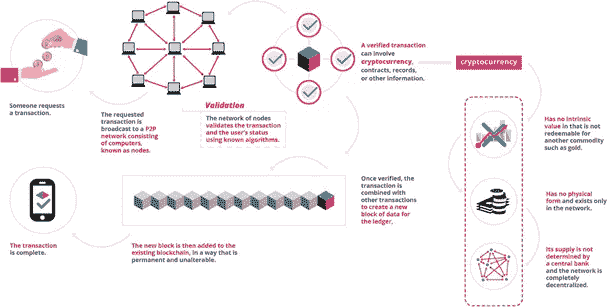 Someone requests
a transaction.
The requested
transaction is
broadcast to a P2P
network consisting
of computers,
known as nodes.
Validation
The network of nodes
validates the transaction
and the user's status
using known algorithms.
A verified transaction
can involve
cryptocurrency,
contracts, records,
or other information.
cryptocurrency
Has no intrinsic
value in that is not
redeemable for
another commodity
such as gold.
Has no physical
form and exists only
in the network.
Its supply is not
determined by
a central bank
and the network is
completely
decentralized.
Once verified, the
transaction is
combined with
other transactions
to create a new
block of data for
the ledger,
The new block is then added to the
existing blockchain, in a way that is
permanent and unalterable.
The transaction
is complete.